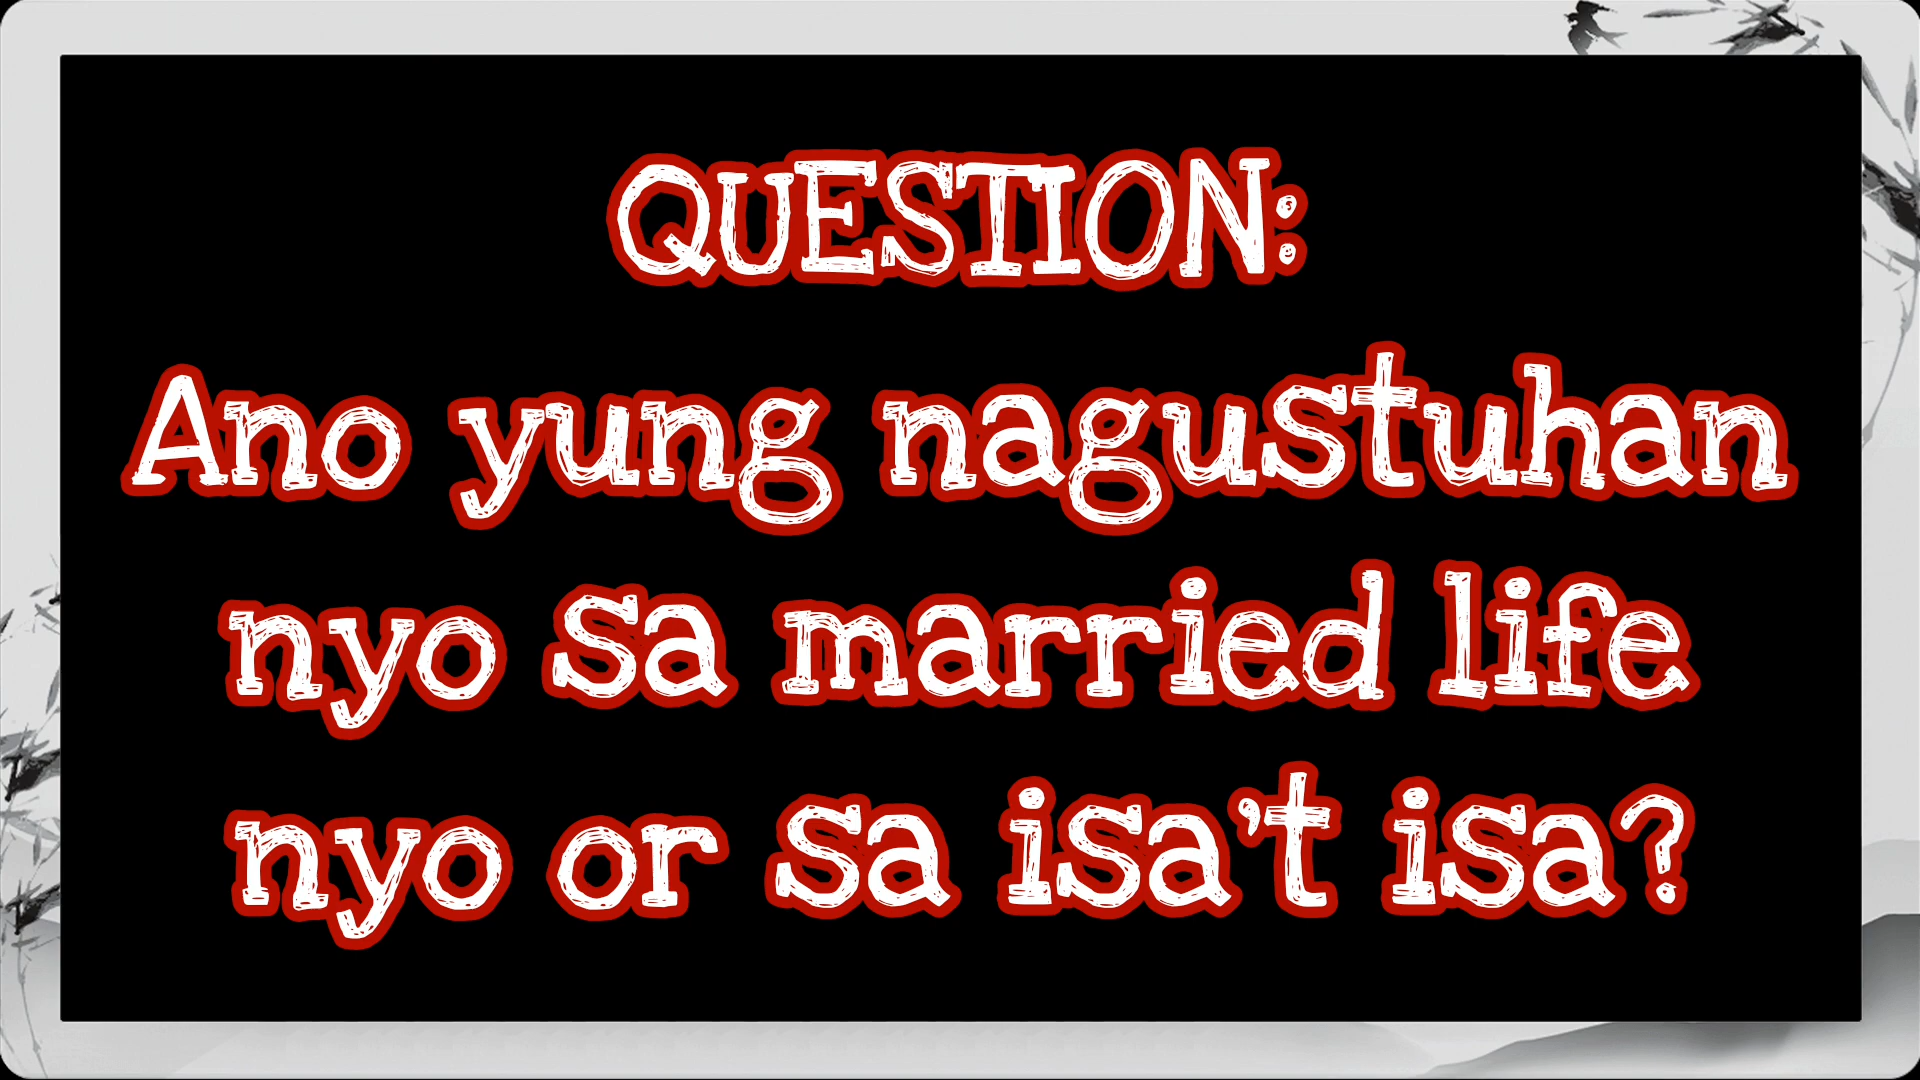 QUESTION:
Ano yung nagustuhan
nyo sa married life
nyo or sa isa't isa?